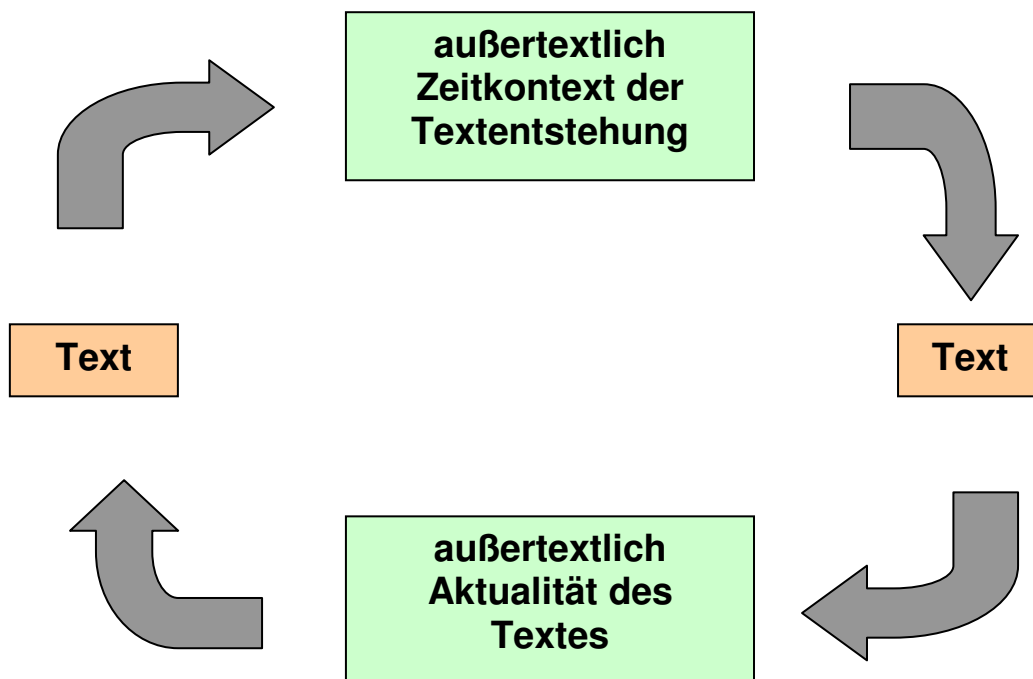 außertextlich
Zeitkontext der
Textentstehung
Text
Text
außertextlich
Aktualität des
Textes